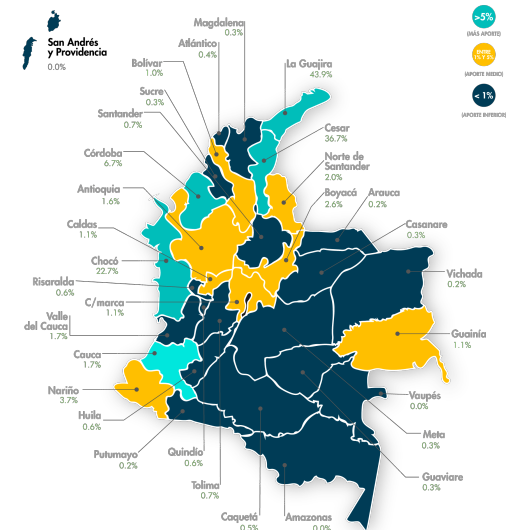 San Andrés
y Providencia
0.0%
>5%
(MÁS APORTE)
ENTRE
1% Y 5%
(APORTE MEDIO)
< 1%
(APORTE INFERIOR)
Magdalena
0.3%
Atlántico
0.4%
Bolívar
1.0%
Sucre
0.3%
Santander
0.7%
Córdoba
6.7%
Antioquia
1.6%
Caldas
1.1%
Chocó
22.7%
Risaralda
0.6%
C/marca
1.1%
Valle
del Cauca
1.7%
Cauca
1.7%
Nariño
3.7%
Huila
0.6%
Putumayo
0.2%
Quindío
0.6%
Tolima
0.7%
Caquetá
0.5%
Amazonas
0.0%
La Guajira
43.9%
Cesar
36.7%
Norte de
Santander
2.0%
Boyacá
2.6%
Arauca
0.2%
Casanare
0.3%
Vichada
0.2%
Guainía
1.1%
Vaupés
0.0%
Meta
0.3%
Guaviare
0.3%